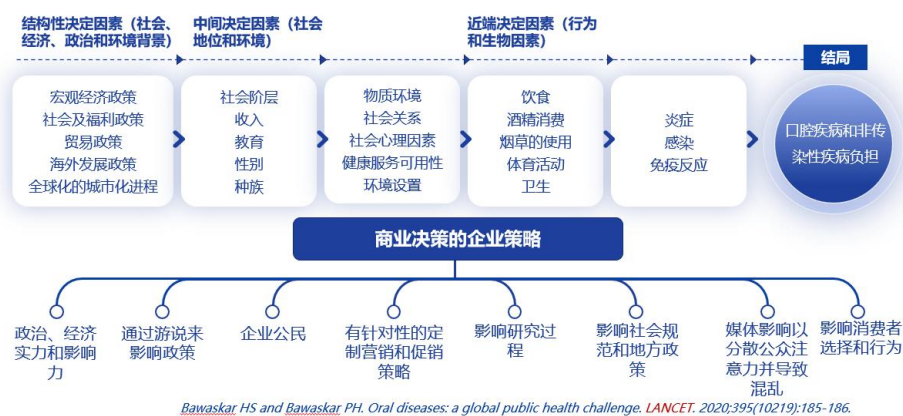 结构性决定因素（社会、
经济、政治和环境背景）
中间决定因素（社会
地位和环境）
近端决定因素（行为
和生物因素）
结局
宏观经济政策
社会及福利政策
贸易政策
海外发展政策
全球化的城市化进程
社会阶层
收入
教育
性别
种族
物质环境
社会关系
社会心理因素
健康服务可用性
环境设置
饮食
酒精消费
烟草的使用
体育活动
卫生
炎症
感染
免疫反应
口腔疾病和非传
染性疾病负担
商业决策的企业策略
政治、经济
实力和影响
力
通过游说来
影响政策
企业公民
有针对性的定
制营销和促销
策略
影响研究过
程
影响社会规
范和地方政
策
媒体影响以
分散公众注
意力并导致
混乱
影响消费者
选择和行为
Bawaskar HS and Bawaskar PH. Oral diseases: a global public health challenge. LANCET. 2020;395(10219):185-186.